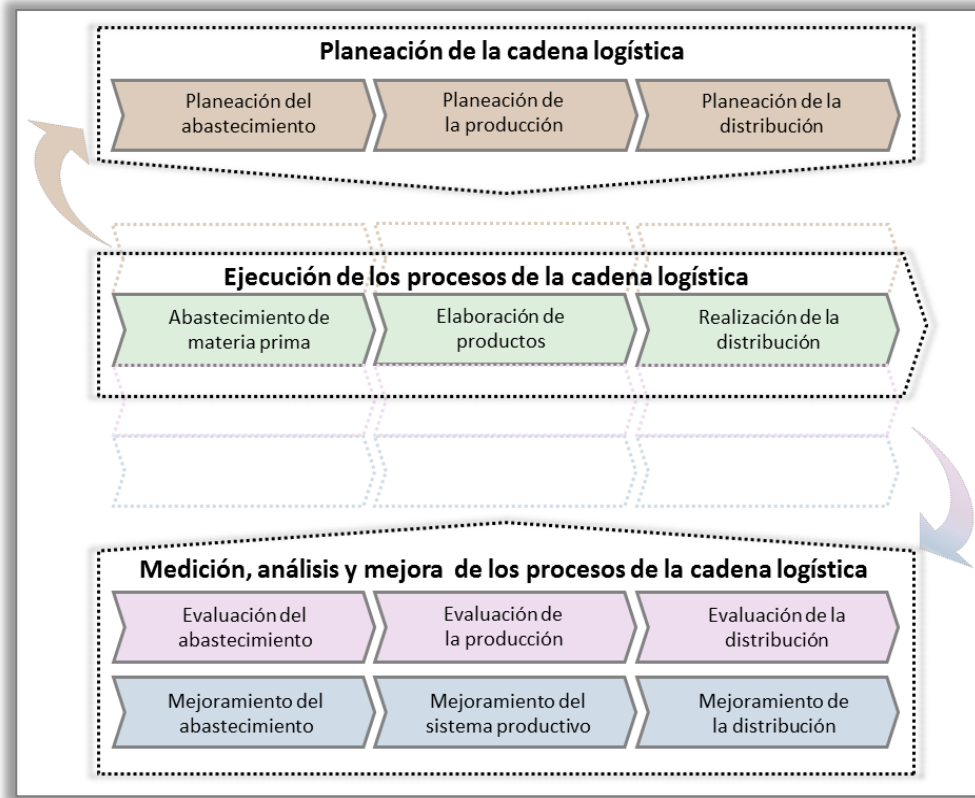 Planeación de la cadena logística
Planeación del
abastecimiento
Planeación de
la producción
Planeación de la
distribución
Ejecución de los procesos de la cadena logística
Abastecimiento de
materia prima
Elaboración de
productos
Realización de la
distribución
Medición, análisis y mejora de los procesos de la cadena logística
Evaluación del
abastecimiento
Evaluación de
la producción
Evaluación de la
distribución
Mejoramiento del
abastecimiento
Mejoramiento del
sistema productivo
Mejoramiento de
la distribución